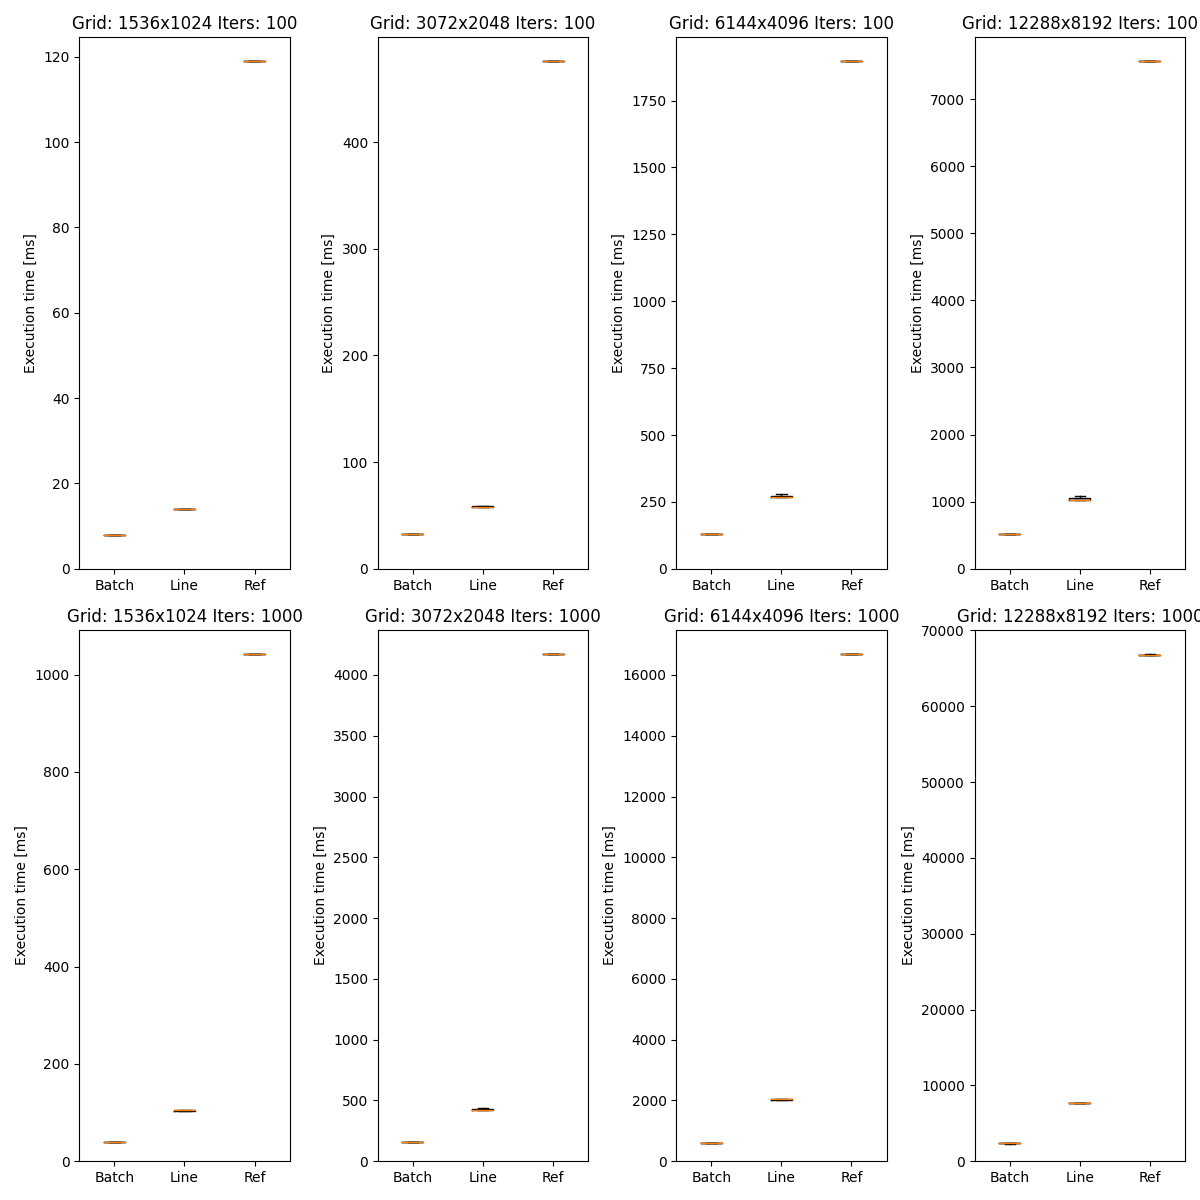 Grid: 1536x1024 Iters: 100
Execution time [ms]
120
100
80
60
40
20
0
Batch Line Ref
Grid: 3072x2048 Iters: 100
Execution time [ms]
400
300
200
100
0
Batch Line Ref
Grid: 6144x4096 Iters: 100
Execution time [ms]
1750
1500
1250
1000
750
500
250
0
Batch Line Ref
Grid: 12288x8192 Iters: 100
Execution time [ms]
7000
6000
5000
4000
3000
2000
1000
0
Batch Line Ref
Grid: 1536x1024 Iters: 1000
Execution time [ms]
1000
800
600
400
200
0
Batch Line Ref
Grid: 3072x2048 Iters: 1000
Execution time [ms]
4000
3500
3000
2500
2000
1500
1000
500
0
Batch Line Ref
Grid: 6144x4096 Iters: 1000
Execution time [ms]
16000
14000
12000
10000
8000
6000
4000
2000
0
Batch Line Ref
Grid: 12288x8192 Iters: 1000
Execution time [ms]
70000
60000
50000
40000
30000
20000
10000
0
Batch Line Ref